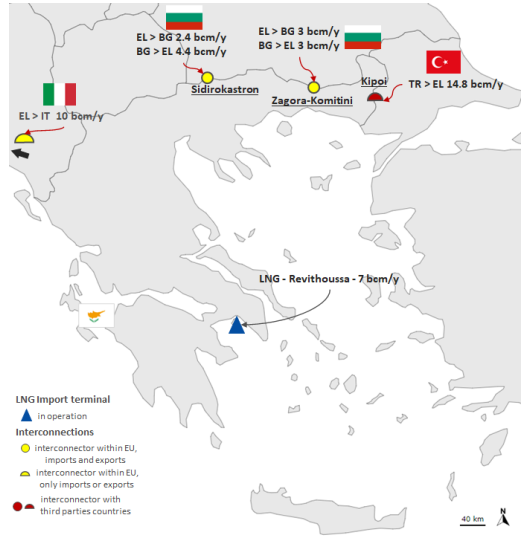 EL > BG 2.4 bcm/y
BG > EL 4.4 bcm/y
EL > BG 3 bcm/y
BG > EL 3 bcm/y
Sidirokastron
Zagora-Komitini
Kipoi
TR > EL 14.8 bcm/y
EL > IT 10 bcm/y
LNG - Revithoussa - 7 bcm/y
LNG Import terminal
in operation
Interconnections
interconnector within EU,
imports and exports
interconnector within EU,
only imports or exports
interconnector with
third parties countries
40 km
N